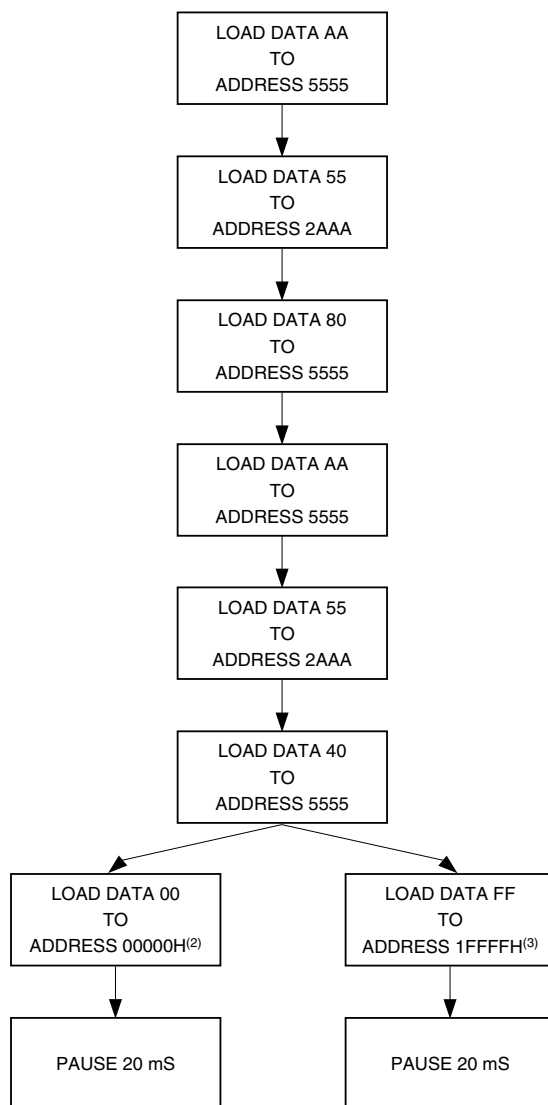 LOAD DATA AA
TO
ADDRESS 5555
LOAD DATA 55
TO
ADDRESS 2AAA
LOAD DATA 80
TO
ADDRESS 5555
LOAD DATA AA
TO
ADDRESS 5555
LOAD DATA 55
TO
ADDRESS 2AAA
LOAD DATA 40
TO
ADDRESS 5555
LOAD DATA 00
TO
ADDRESS 00000H(2)
LOAD DATA FF
TO
ADDRESS 1FFFFH(3)
PAUSE 20 mS
PAUSE 20 mS